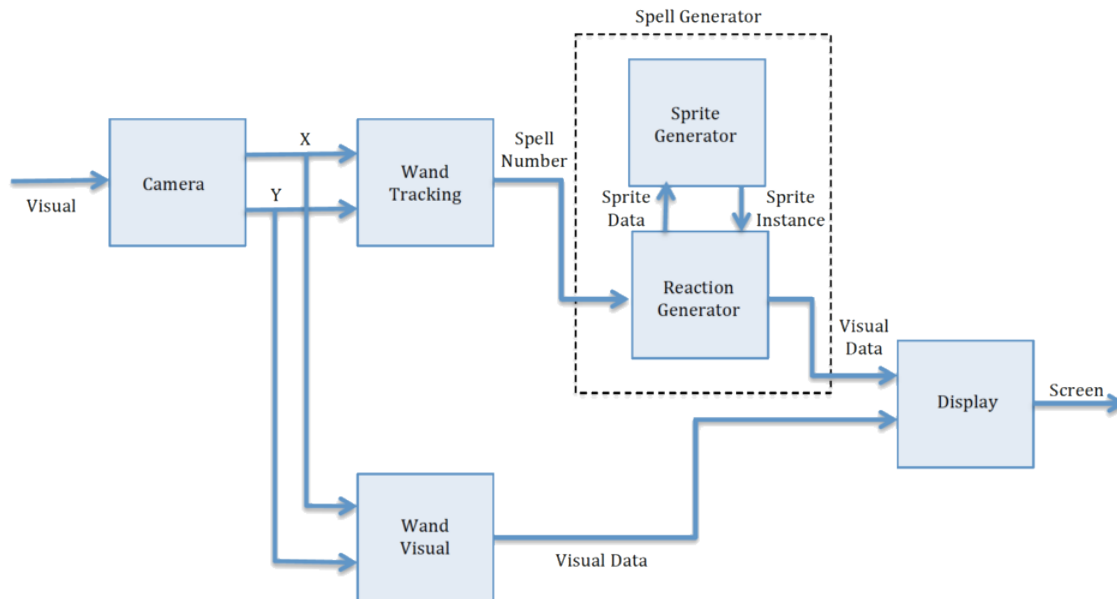 Spell Generator
Sprite
Generator
X
Spell
Number
Camera
Wand
Tracking
Visual
Y
Sprite
Data
Sprite
Instance
Reaction
Generator
Visual
Data
Display
Screen
Wand
Visual
Visual Data